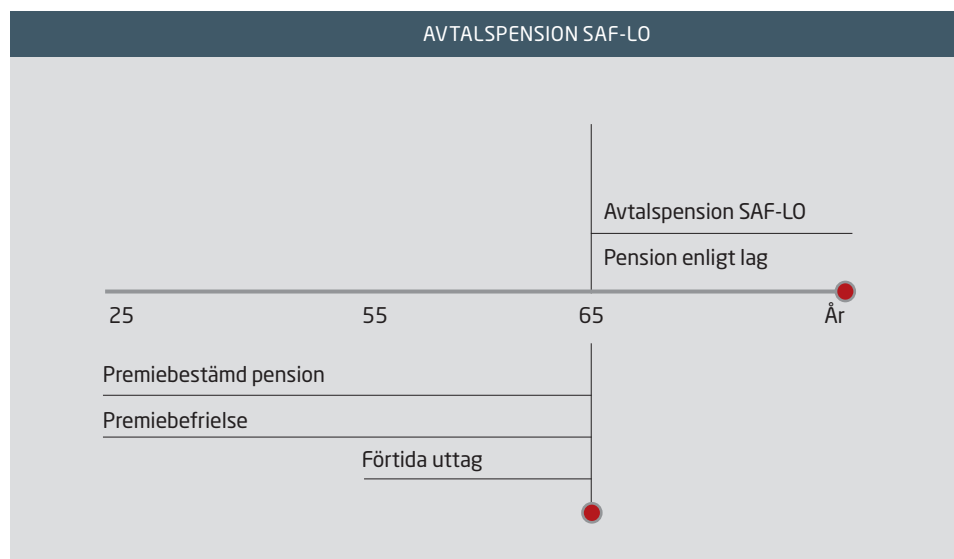 AVTALSPENSION SAF-LO
Avtalspension SAF-LO
Pension enligt lag
25 55 65 År
Premiebestämd pension
Premiebefrielse
Förtida uttag